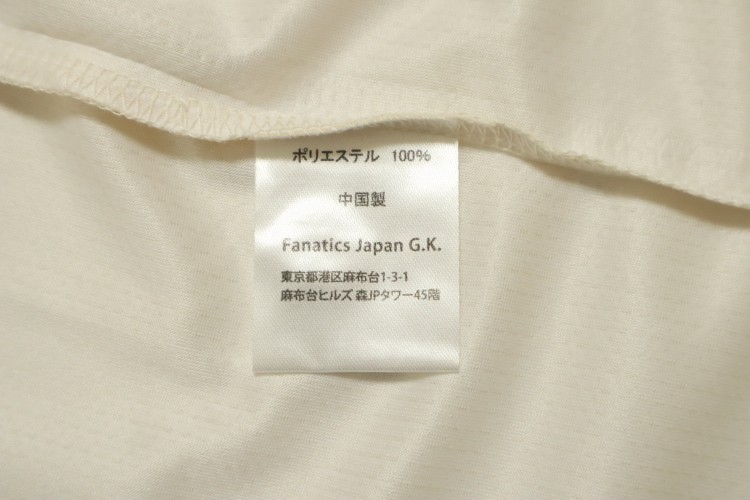 ポリエステル 100%
中国製
Fanatics Japan G.K.
東京都港区麻布台1-3-1
麻布台ヒルズ 森JPタワー45階